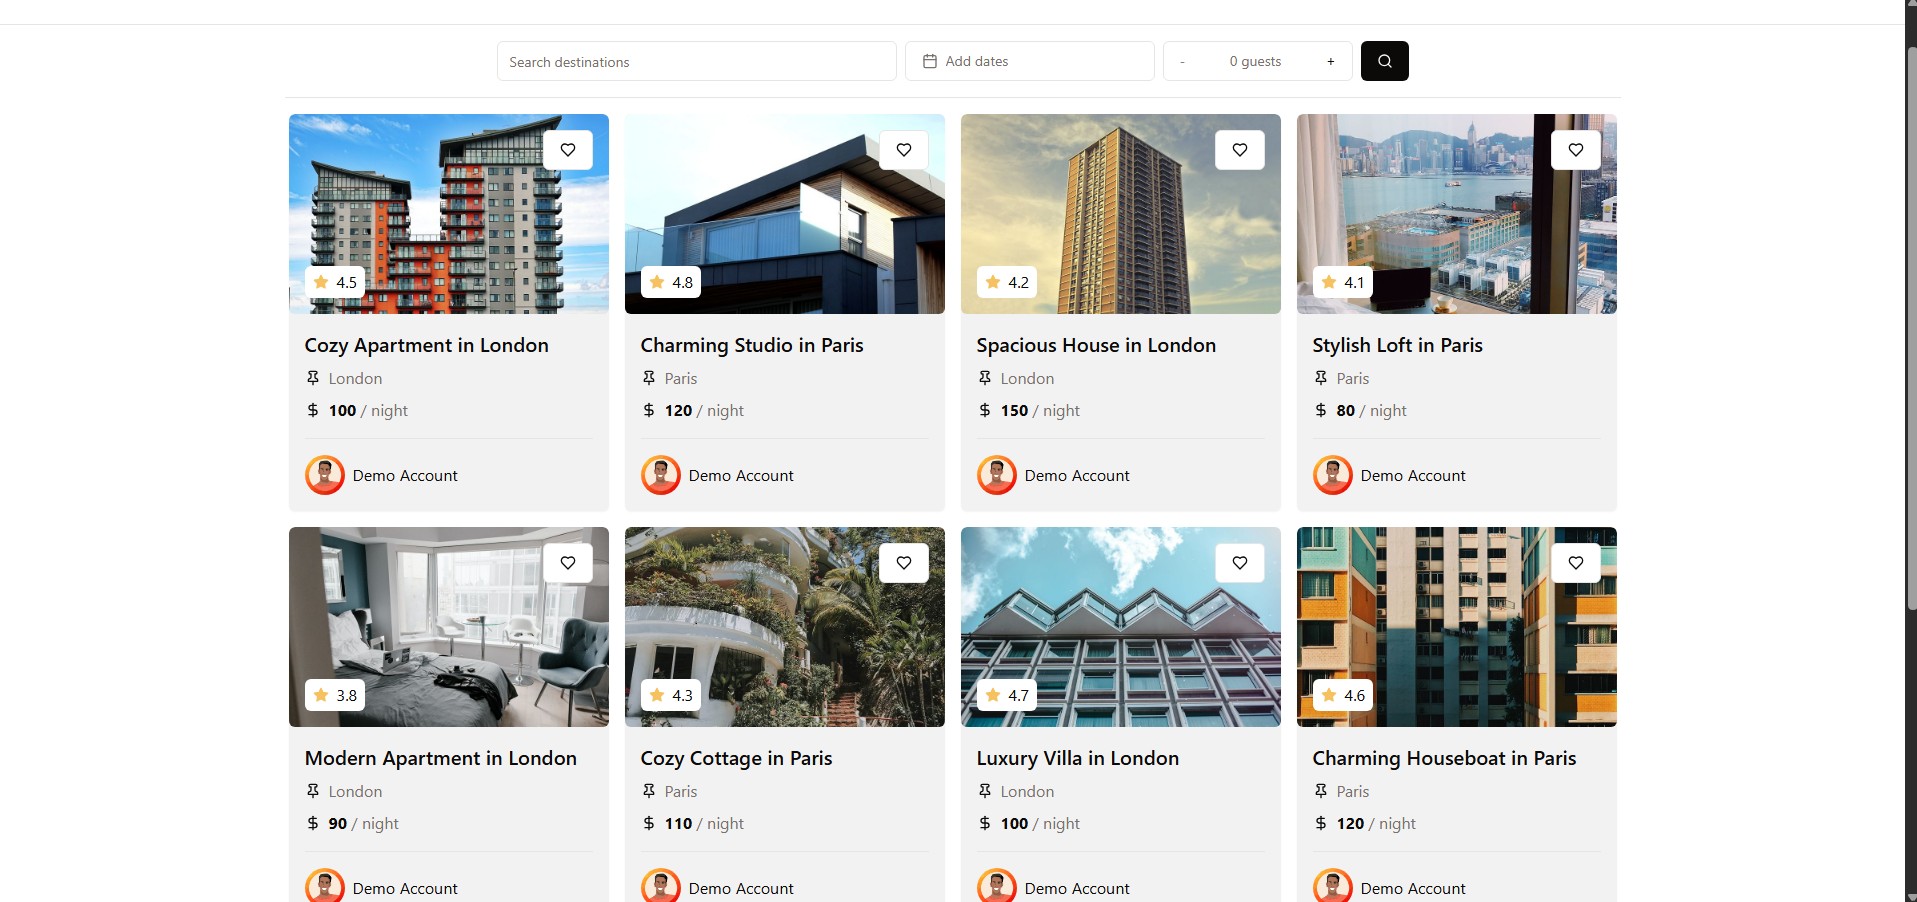 Search destinations
Add dates
- 0 guests +
4.5
4.8
4.2
4.1
Cozy Apartment in London
London
$ 100 / night
Demo Account
Charming Studio in Paris
Paris
$ 120 / night
Demo Account
Spacious House in London
London
$ 150 / night
Demo Account
Stylish Loft in Paris
Paris
$ 80 / night
Demo Account
3.8
4.3
4.7
4.6
Modern Apartment in London
London
$ 90 / night
Demo Account
Cozy Cottage in Paris
Paris
$ 110 / night
Demo Account
Luxury Villa in London
London
$ 100 / night
Demo Account
Charming Houseboat in Paris
Paris
$ 120 / night
Demo Account